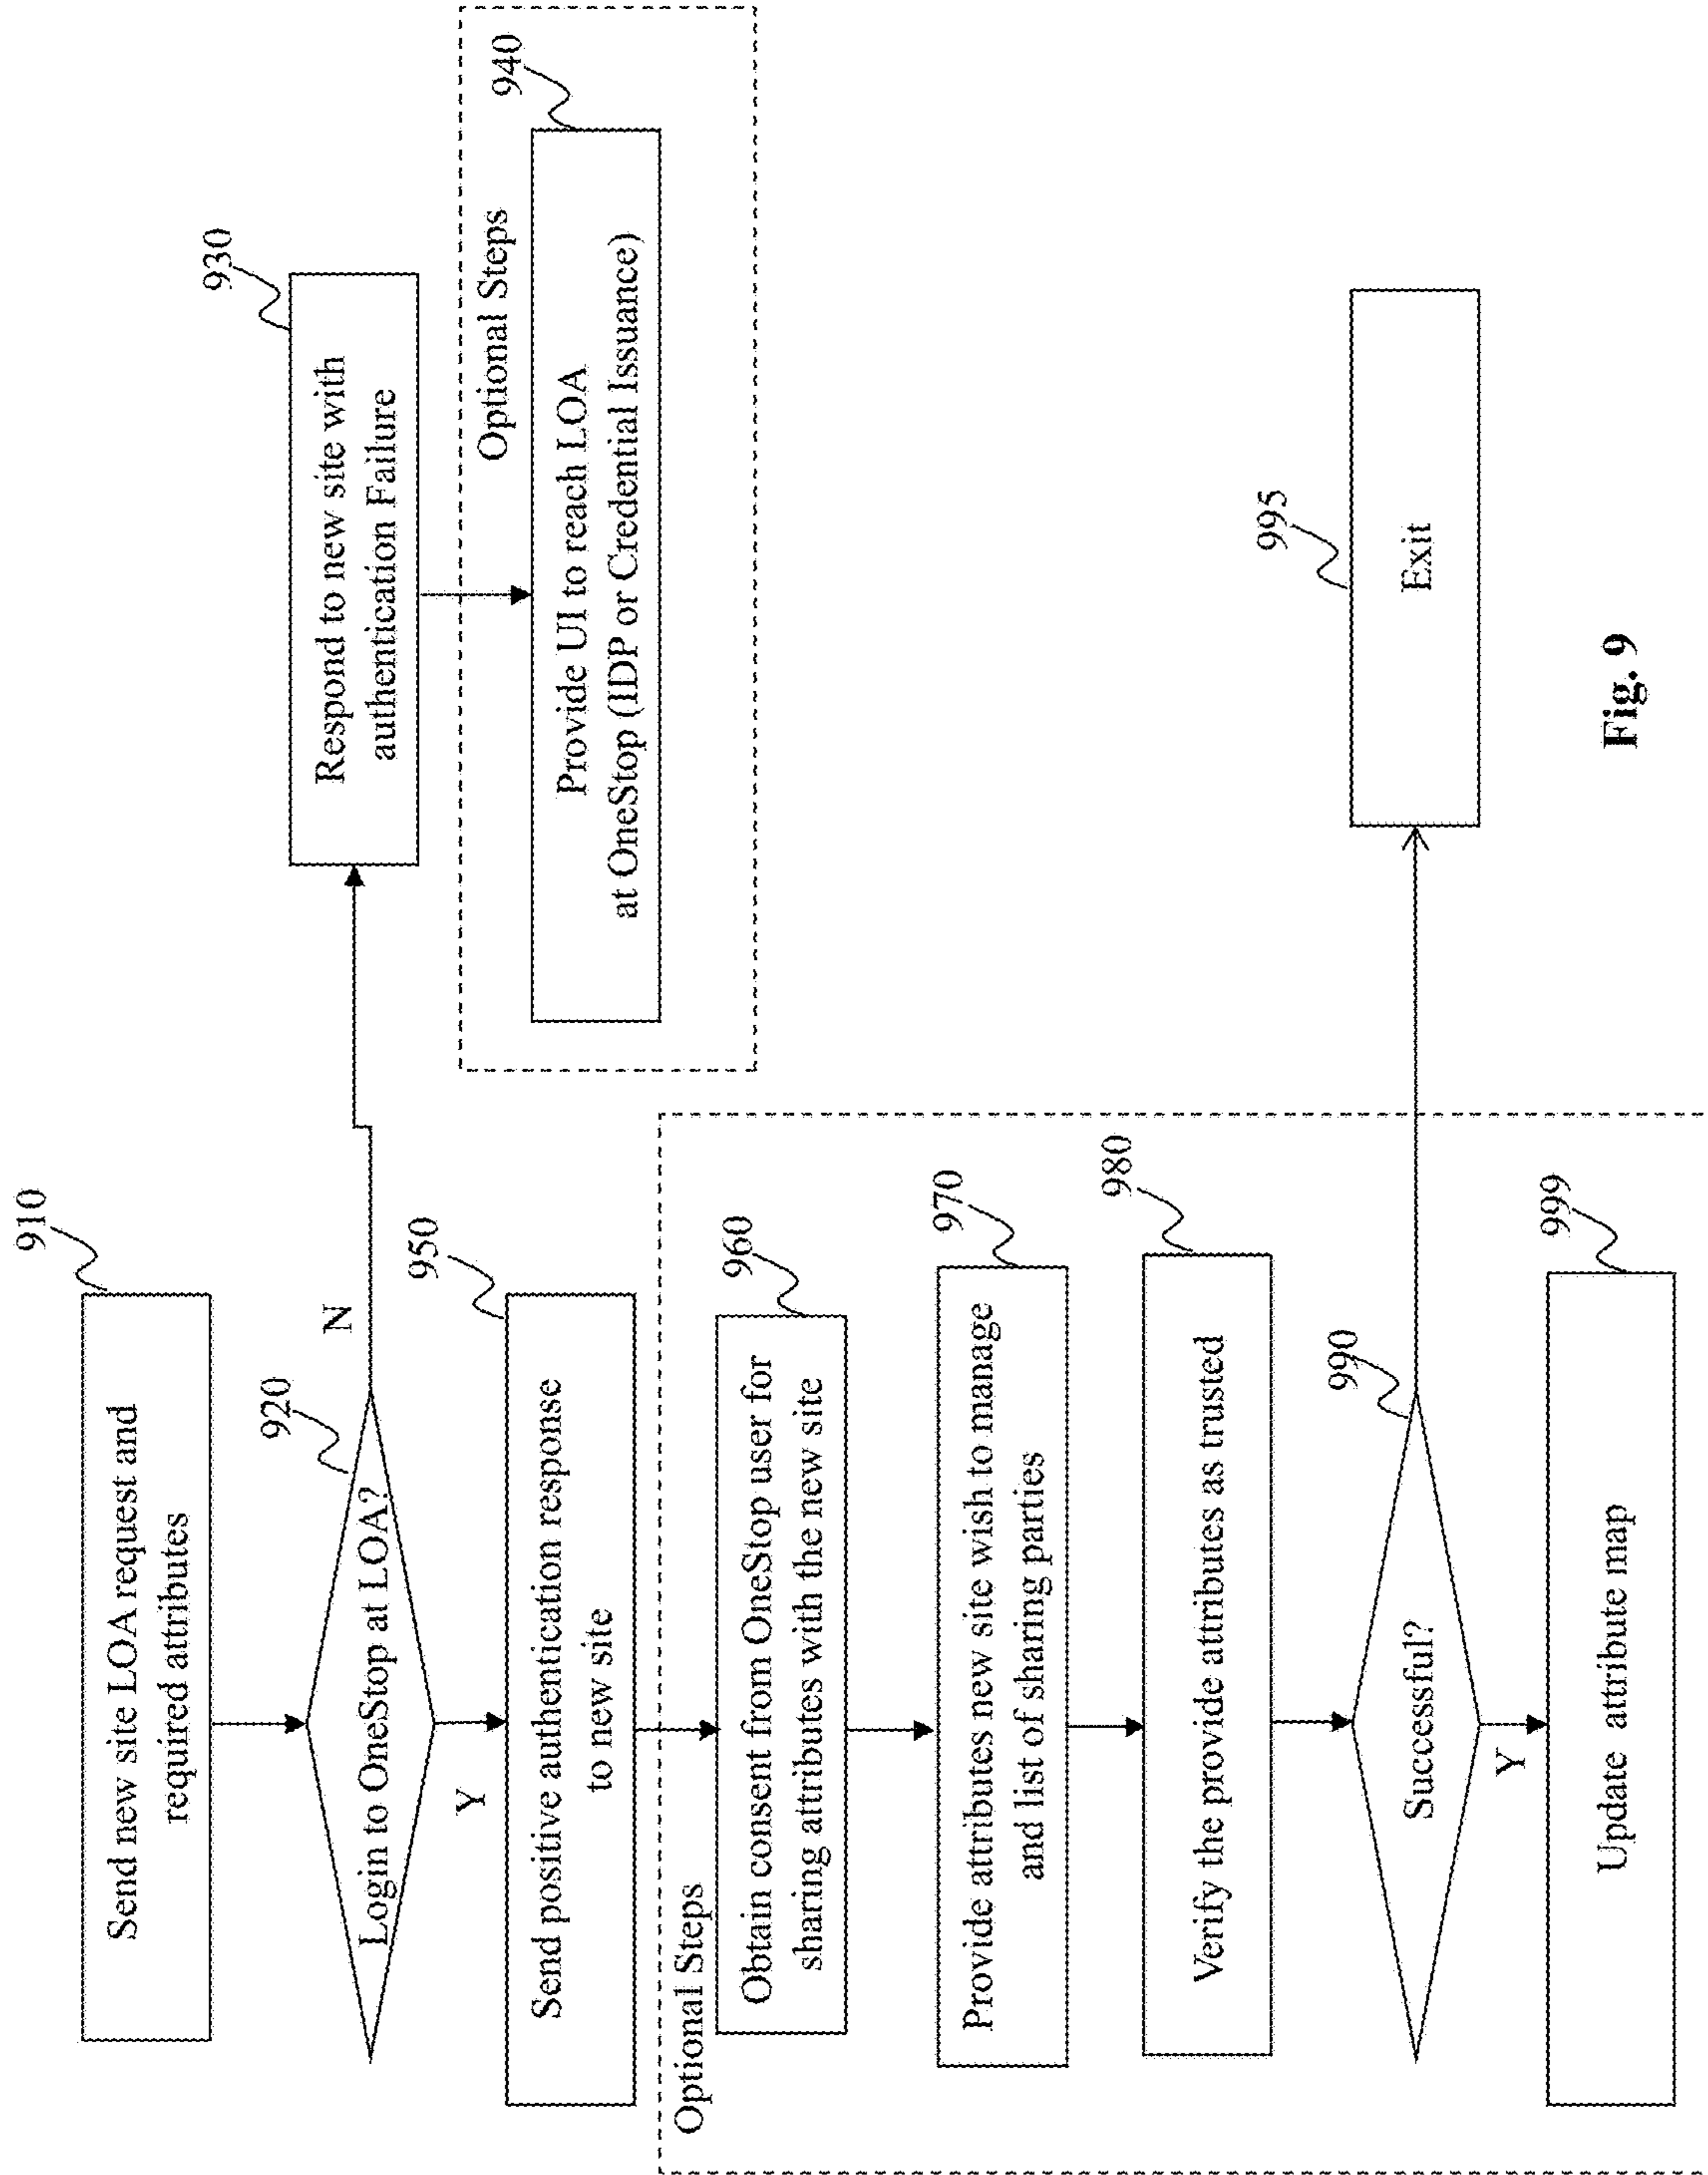 910
Send new site LOA request and
required attributes
920
Login to OneStop at LOA?
N
Y
930
Respond to new site with
authentication Failure
Optional Steps
940
Provide UI to reach LOA
at OneStop (IDP or Credential Issuance)
950
Send positive authentication response
to new site
Optional Steps
960
Obtain consent from OneStop user for
sharing attributes with the new site
970
Provide attributes new site wish to manage
and list of sharing parties
980
Verify the provide attributes as trusted
990
Successful?
Y
995
Exit
999
Update attribute map
Fig. 9